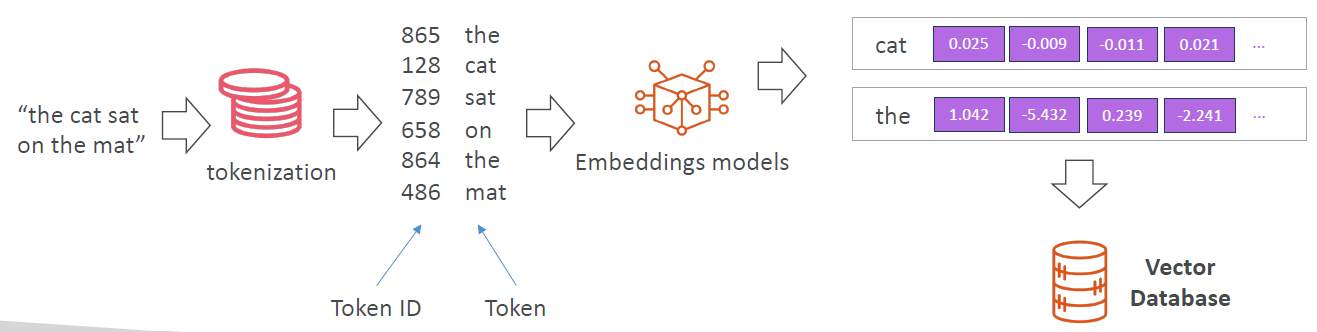 “the cat sat
on the mat”
tokenization
865 the
128 cat
789 sat
658 on
864 the
486 mat
Token ID
Token
Embeddings models
cat 0.025 -0.009 -0.011 0.021 ...
the 1.042 -5.432 0.239 -2.241 ...
Vector
Database